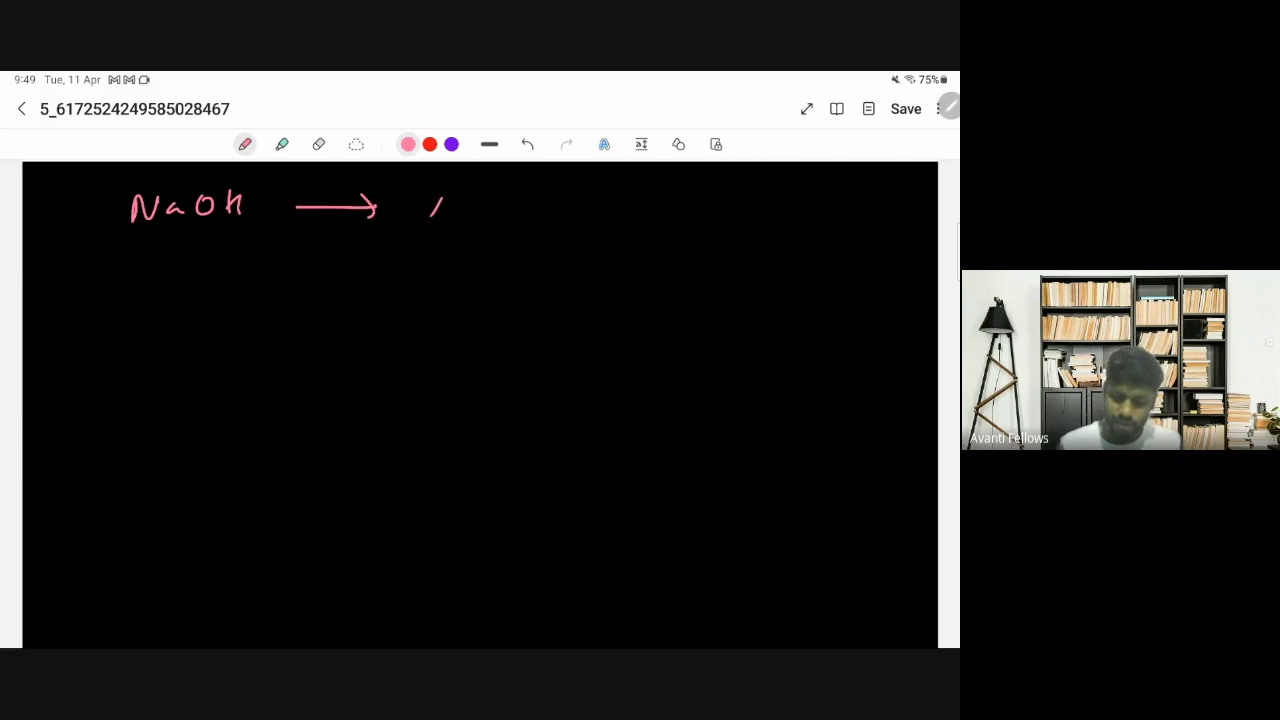 9:49 Tue, 11 Apr 75%
5_6172524249585028467 Save
NaOH →
Avanti Fellows